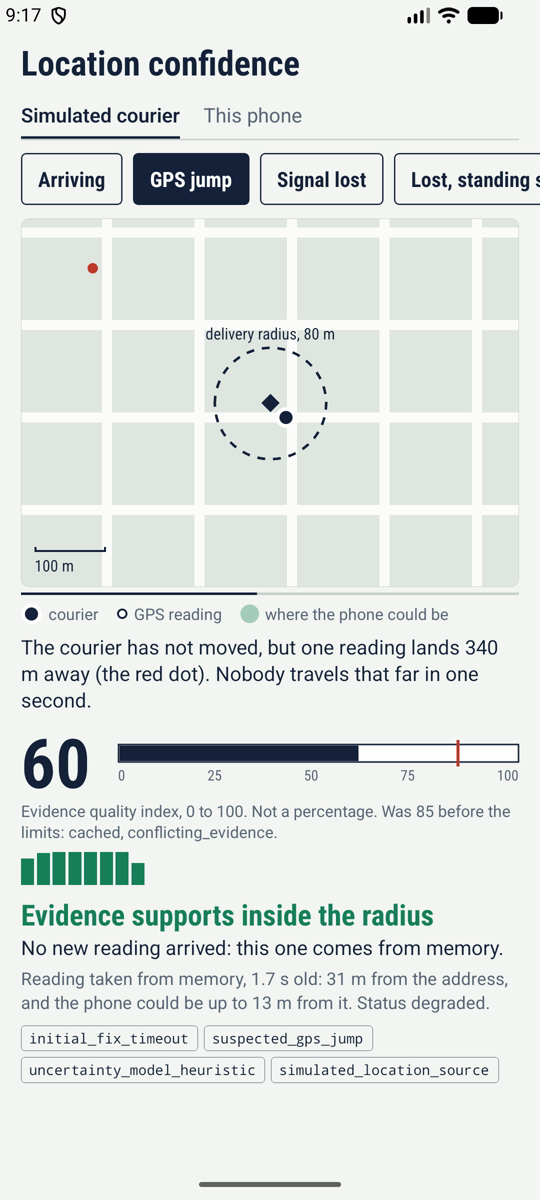 9:17
Location confidence
Simulated courier This phone
Arriving GPS jump Signal lost Lost, standing s
delivery radius, 80 m
100 m
courier GPS reading where the phone could be
The courier has not moved, but one reading lands 340
m away (the red dot). Nobody travels that far in one
second.
60
0 25 50 75 100
Evidence quality index, 0 to 100. Not a percentage. Was 85 before the
limits: cached, conflicting_evidence.
Evidence supports inside the radius
No new reading arrived: this one comes from memory.
Reading taken from memory, 1.7 s old: 31 m from the address,
and the phone could be up to 13 m from it. Status degraded.
initial_fix_timeout suspected_gps_jump
uncertainty_model_heuristic simulated_location_source